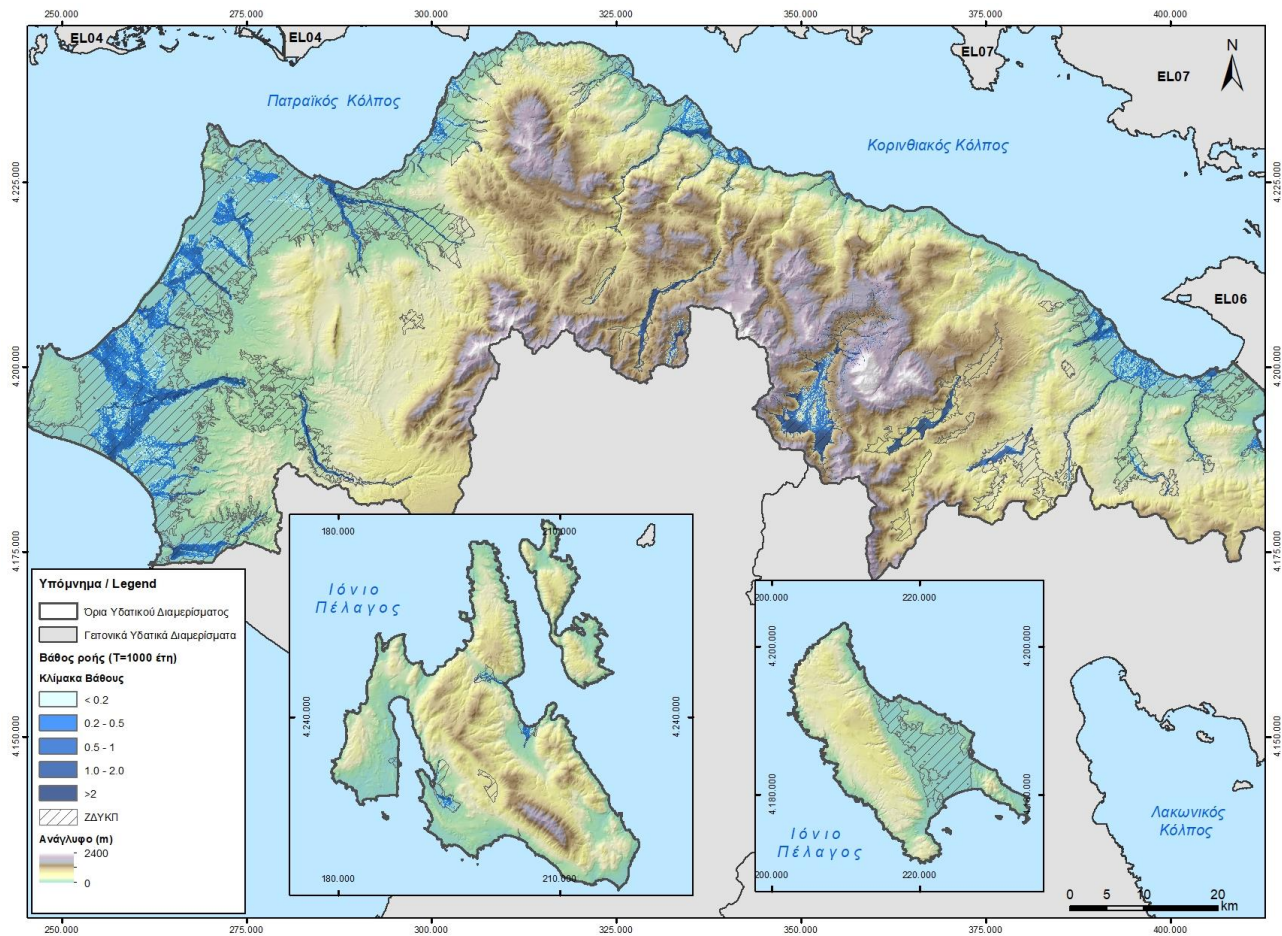 250.000
275.000
300.000
325.000
350.000
375.000
400.000
EL04
EL04
EL07
EL07
N
Πατραϊκός Κόλπος
Κορινθιακός Κόλπος
4.225.000
4.225.000
EL06
4.200.000
4.200.000
4.175.000
4.175.000
4.150.000
4.150.000
Υπόμνημα / Legend
Όρια Υδατικού Διαμερίσματος
Γειτονικά Υδατικά Διαμερίσματα
Βάθος ροής (T=1000 έτη)
Κλίμακα Βάθους
< 0.2
0.2 - 0.5
0.5 - 1
1.0 - 2.0
>2
ΖΔΥΚΠ
Ανάγλυφο (m)
2400
0
180.000
210.000
Ιόνιο
Πέλαγος
4.240.000
4.240.000
180.000
210.000
200.000
220.000
4.200.000
4.200.000
4.180.000
4.180.000
Ιόνιο
Πέλαγος
200.000
220.000
Λακωνικός
Κόλπος
0 5 10 20
km
250.000
275.000
300.000
325.000
350.000
375.000
400.000